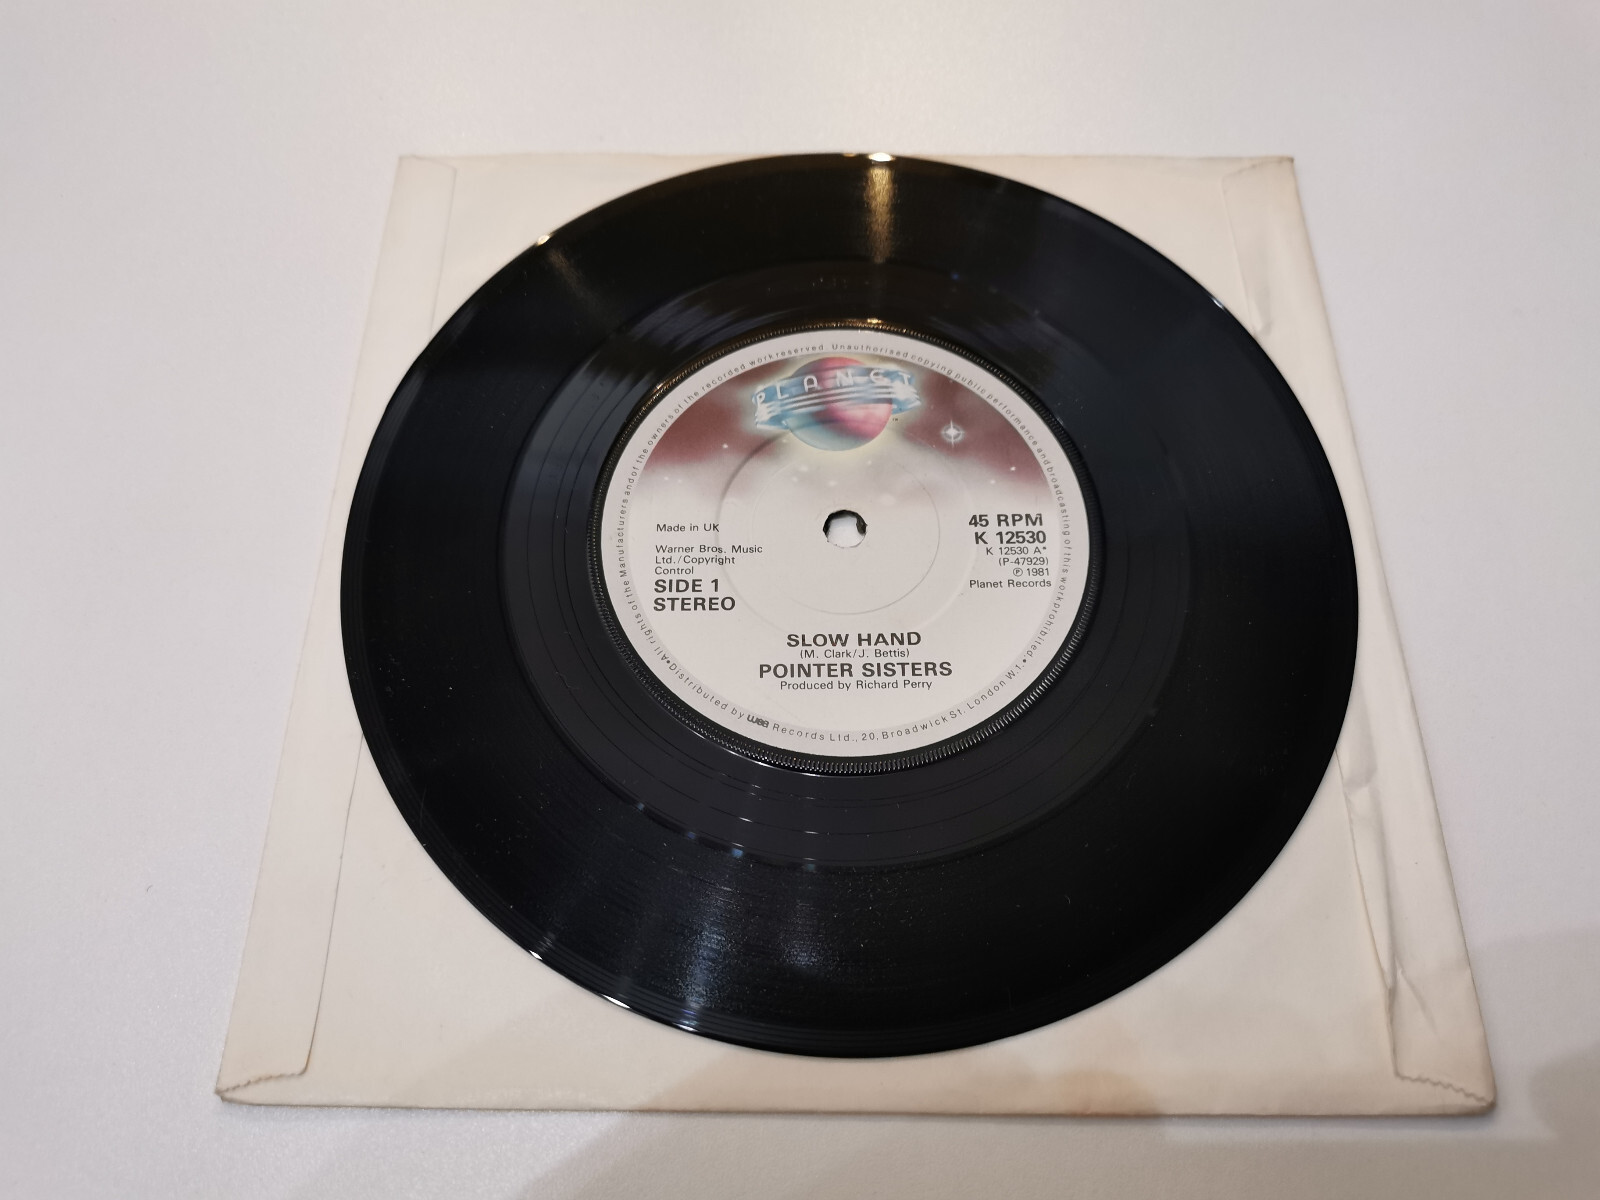 PLANET
™
Made in UK
Warner Bros. Music
Ltd./Copyright
Control
SIDE 1
STEREO
45 RPM
K 12530
K 12530 A*
(P-47929)
℗ 1981
Planet Records
SLOW HAND
(M. Clark/J. Bettis)
POINTER SISTERS
Produced by Richard Perry
•All rights of the Manufacturers and of the owners of the recorded work reserved. Unauthorised copying public performance and broadcasting of this work prohibited.•
Distributed by wea Records Ltd., 20, Broadwick St. London W.1.